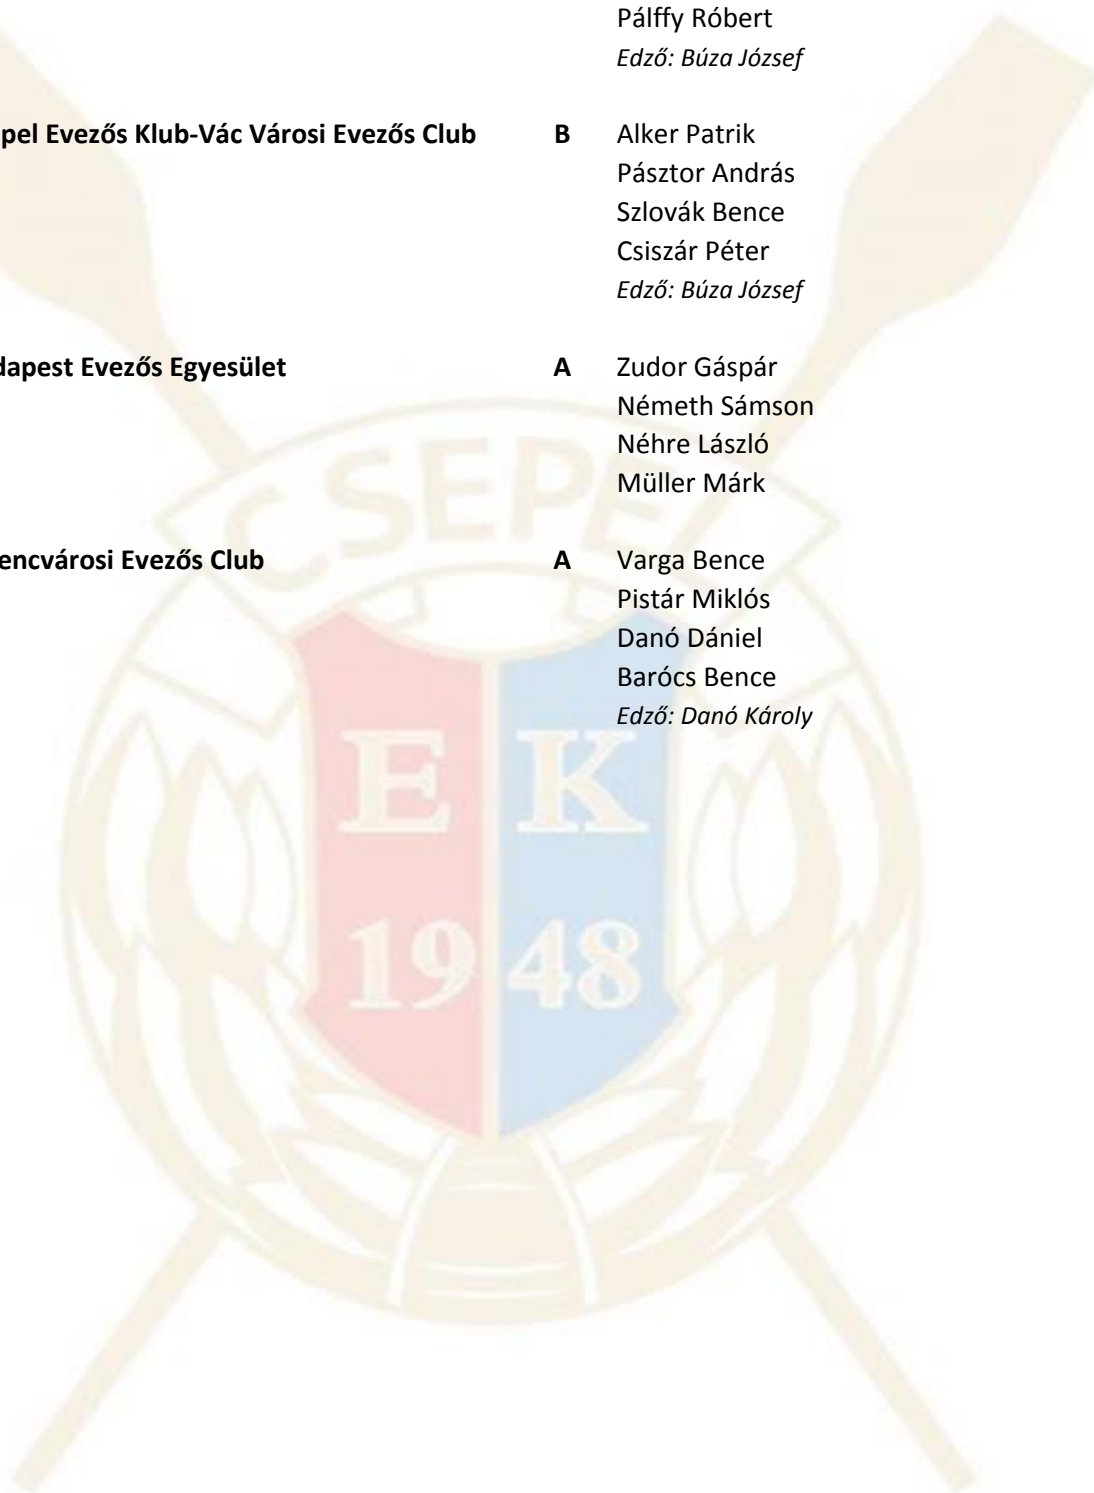 Pálffy Róbert
Edző: Búza József
pel Evezős Klub-Vác Városi Evezős Club B Alker Patrik
Pásztor András
Szlovák Bence
Csiszár Péter
Edző: Búza József
dapest Evezős Egyesület A Zudor Gáspár
Németh Sámson
Néhre László
Müller Márk
encvárosi Evezős Club A Varga Bence
Pistár Miklós
Danó Dániel
Barócs Bence
Edző: Danó Károly
CSEPEL
E K
19 48